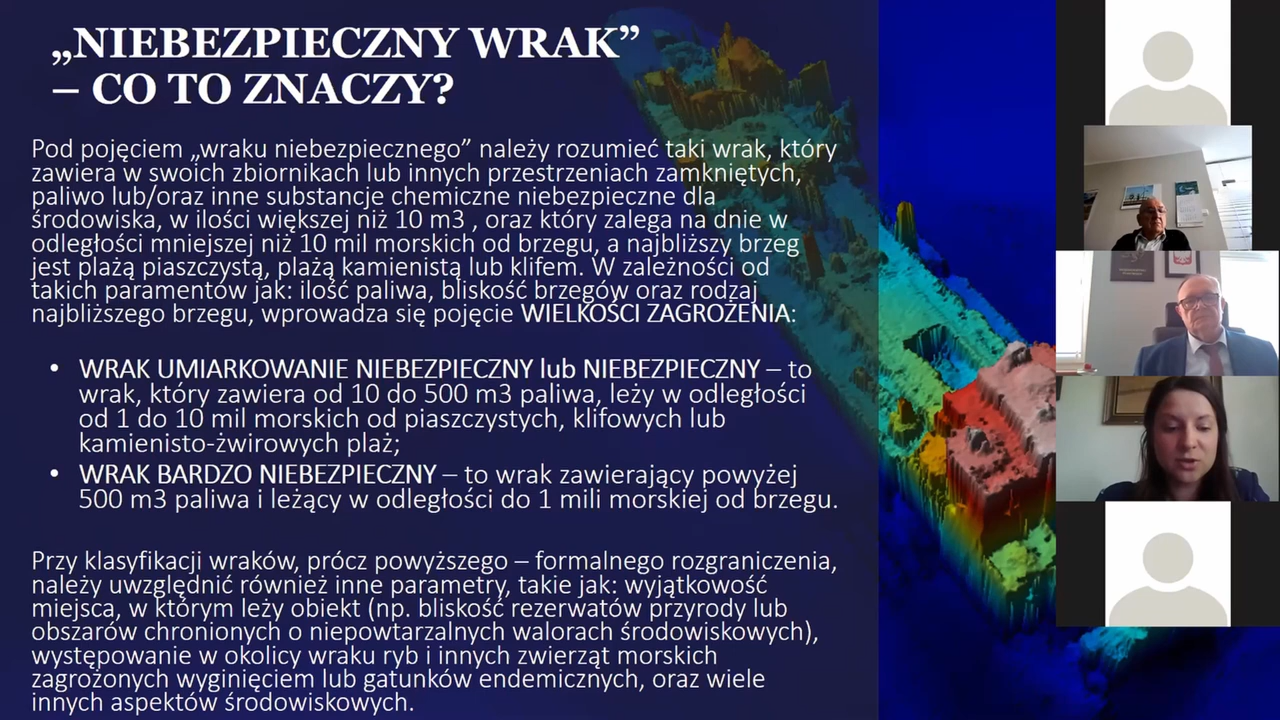 „NIEBEZPIECZNY WRAK”
– CO TO ZNACZY?
Pod pojęciem „wraku niebezpiecznego” należy rozumieć taki wrak, który
zawiera w swoich zbiornikach lub innych przestrzeniach zamkniętych,
paliwo lub/oraz inne substancje chemiczne niebezpieczne dla
środowiska, w ilości większej niż 10 m3 , oraz który zalega na dnie w
odległości mniejszej niż 10 mil morskich od brzegu, a najbliższy brzeg
jest plażą piaszczystą, plażą kamienistą lub klifem. W zależności od
takich paramentów jak: ilość paliwa, bliskość brzegów oraz rodzaj
najbliższego brzegu, wprowadza się pojęcie WIELKOŚCI ZAGROŻENIA:
• WRAK UMIARKOWANIE NIEBEZPIECZNY lub NIEBEZPIECZNY – to
wrak, który zawiera od 10 do 500 m3 paliwa, leży w odległości
od 1 do 10 mil morskich od piaszczystych, klifowych lub
kamienisto-żwirowych plaż;
• WRAK BARDZO NIEBEZPIECZNY – to wrak zawierający powyżej
500 m3 paliwa i leżący w odległości do 1 mili morskiej od brzegu.
Przy klasyfikacji wraków, prócz powyższego – formalnego rozgraniczenia,
należy uwzględnić również inne parametry, takie jak: wyjątkowość
miejsca, w którym leży obiekt (np. bliskość rezerwatów przyrody lub
obszarów chronionych o niepowtarzalnych walorach środowiskowych),
występowanie w okolicy wraku ryb i innych zwierząt morskich
zagrożonych wyginięciem lub gatunków endemicznych, oraz wiele
innych aspektów środowiskowych.